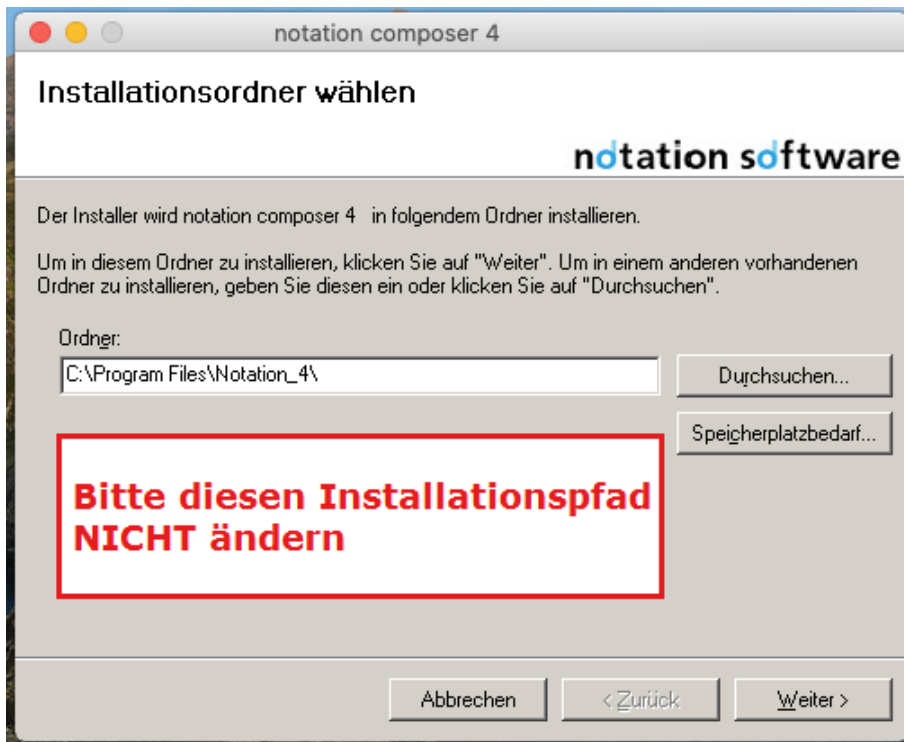 notation composer 4
Installationsordner wählen
notation software
Der Installer wird notation composer 4 in folgendem Ordner installieren.
Um in diesem Ordner zu installieren, klicken Sie auf "Weiter". Um in einem anderen vorhandenen
Ordner zu installieren, geben Sie diesen ein oder klicken Sie auf "Durchsuchen".
Ordner:
C:\Program Files\Notation_4\
Durchsuchen...
Speicherplatzbedarf...
Bitte diesen Installationspfad
NICHT ändern
Abbrechen
< Zurück
Weiter >